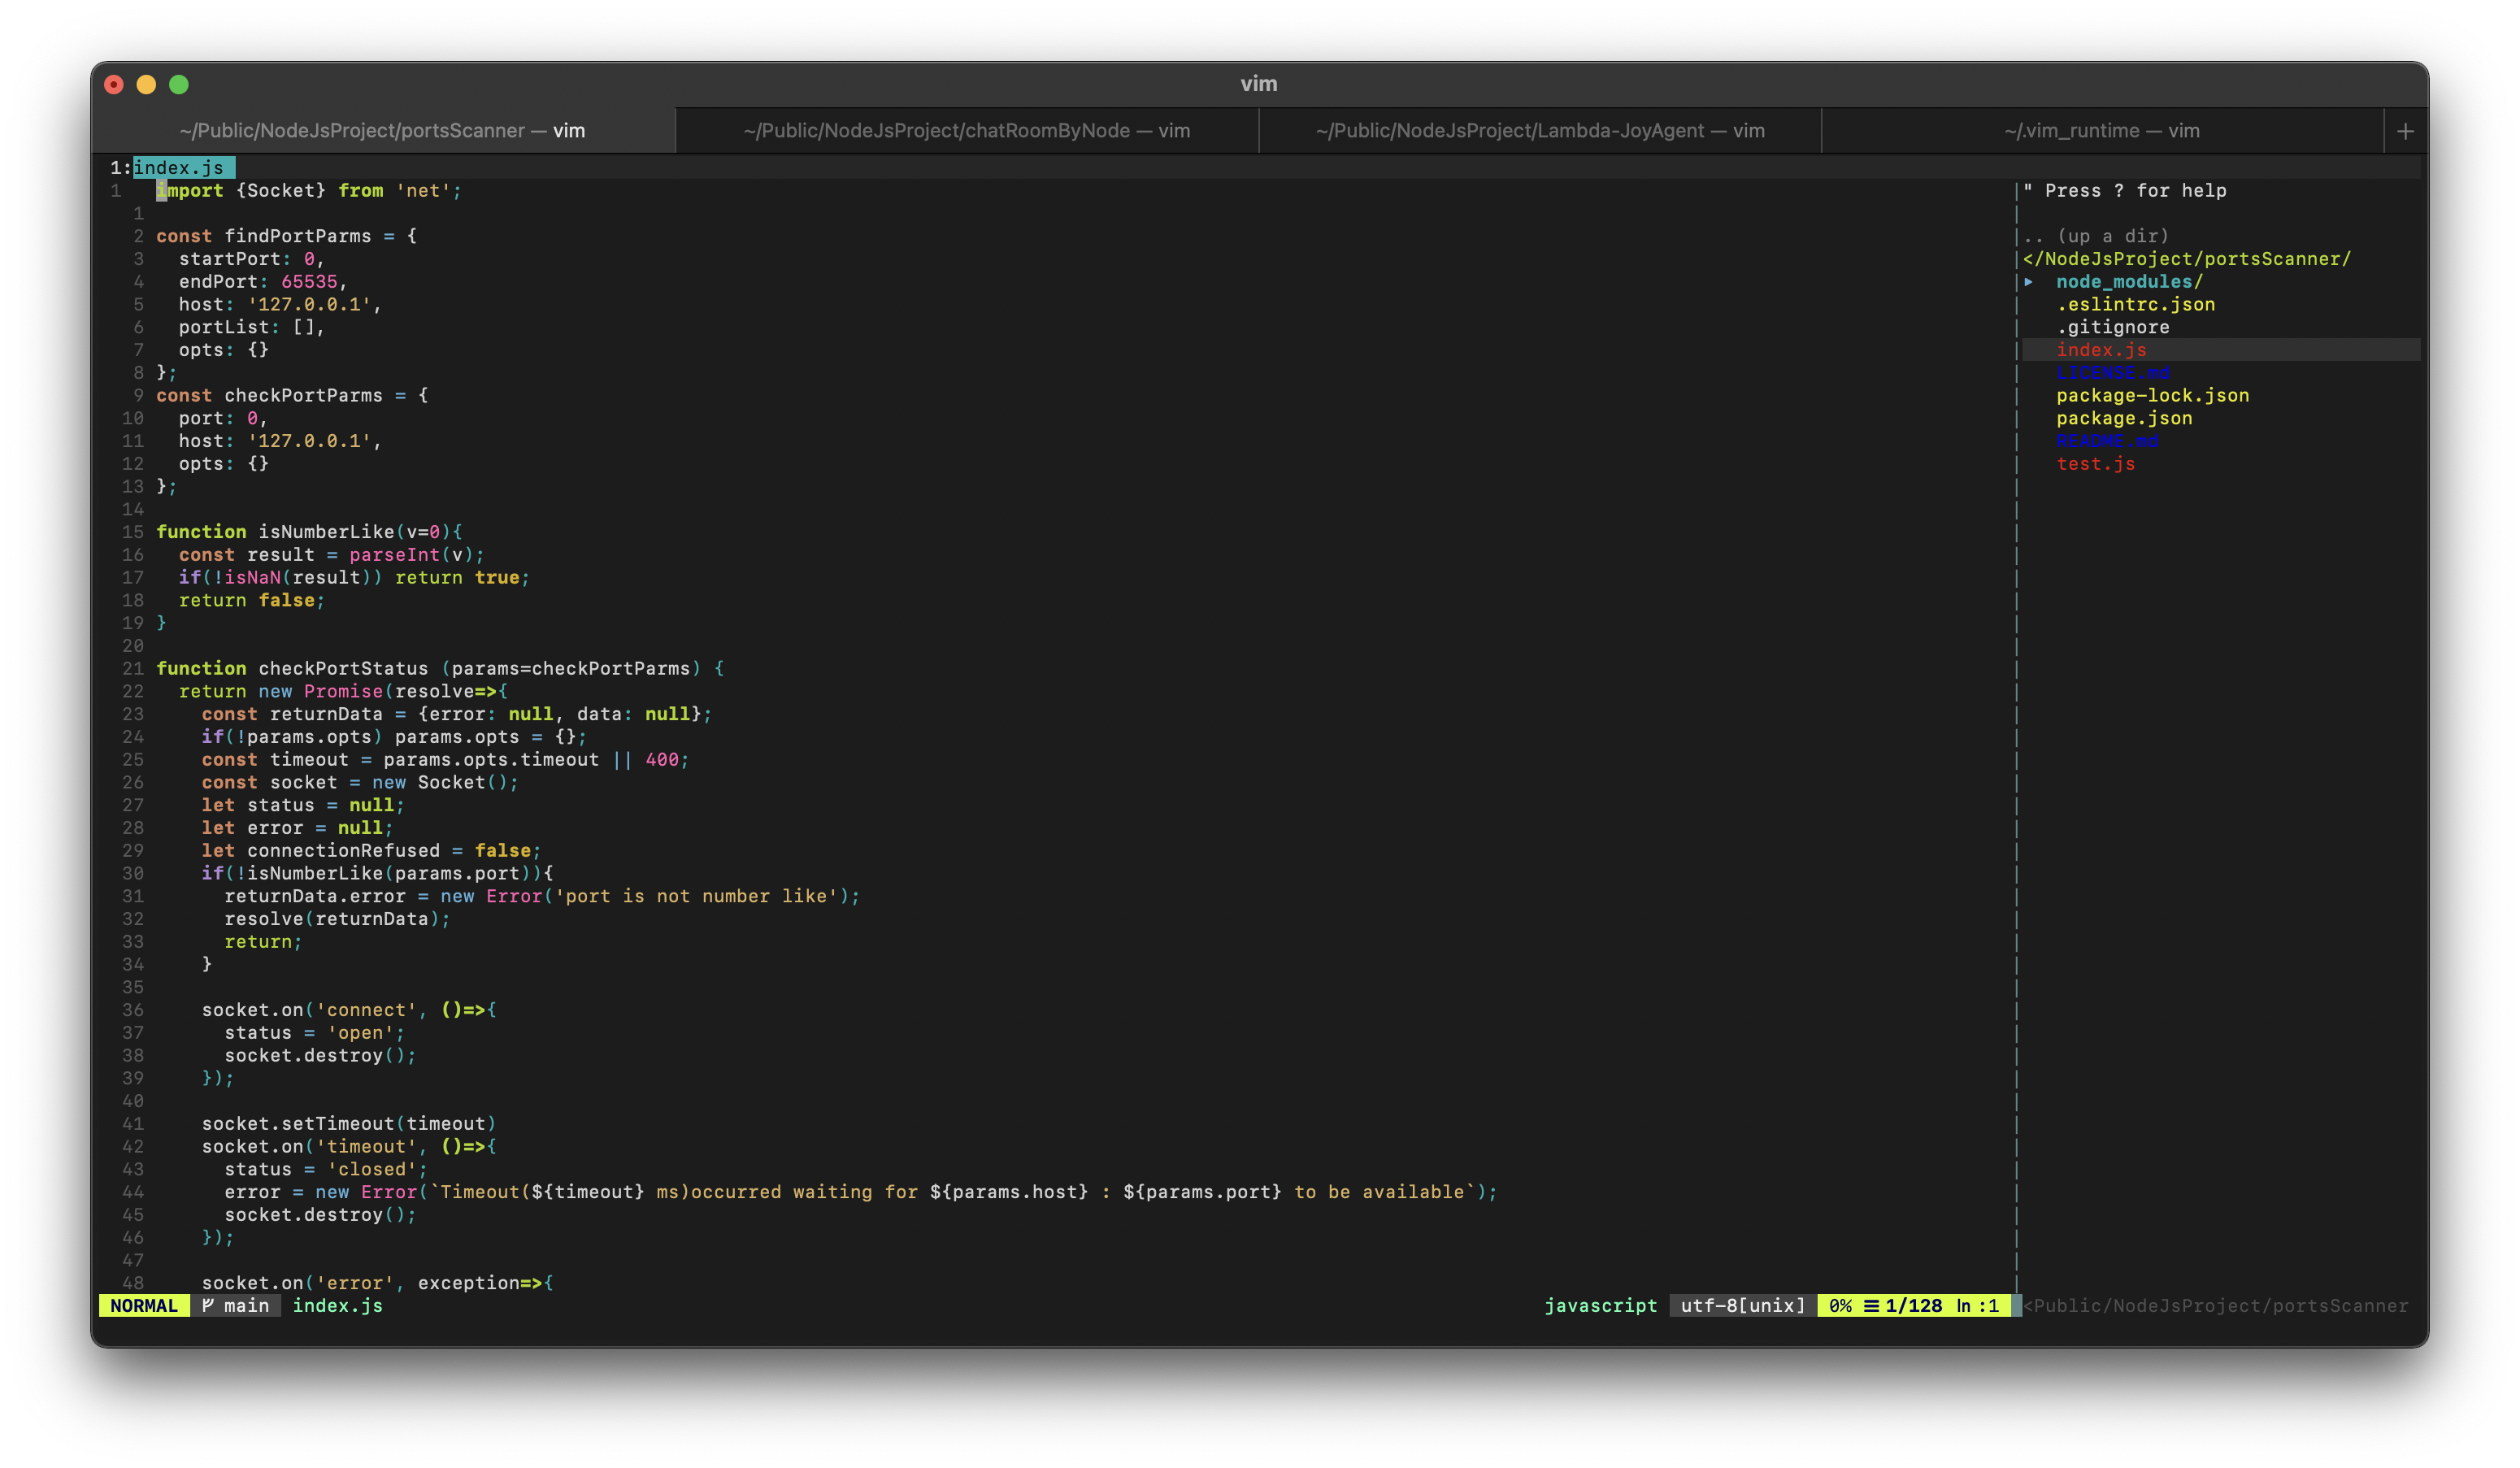 vim
~/Public/NodeJsProject/portsScanner — vim
~/Public/NodeJsProject/chatRoomByNode — vim
~/Public/NodeJsProject/Lambda-JoyAgent — vim
~/.vim_runtime — vim
+
1:index.js
1   import {Socket} from 'net';
  1
  2 const findPortParms = {
  3   startPort: 0,
  4   endPort: 65535,
  5   host: '127.0.0.1',
  6   portList: [],
  7   opts: {}
  8 };
  9 const checkPortParms = {
 10   port: 0,
 11   host: '127.0.0.1',
 12   opts: {}
 13 };
 14
 15 function isNumberLike(v=0){
 16   const result = parseInt(v);
 17   if(!isNaN(result)) return true;
 18   return false;
 19 }
 20
 21 function checkPortStatus (params=checkPortParms) {
 22   return new Promise(resolve=>{
 23     const returnData = {error: null, data: null};
 24     if(!params.opts) params.opts = {};
 25     const timeout = params.opts.timeout || 400;
 26     const socket = new Socket();
 27     let status = null;
 28     let error = null;
 29     let connectionRefused = false;
 30     if(!isNumberLike(params.port)){
 31       returnData.error = new Error('port is not number like');
 32       resolve(returnData);
 33       return;
 34     }
 35
 36     socket.on('connect', ()=>{
 37       status = 'open';
 38       socket.destroy();
 39     });
 40
 41     socket.setTimeout(timeout)
 42     socket.on('timeout', ()=>{
 43       status = 'closed';
 44       error = new Error(`Timeout(${timeout} ms)occurred waiting for ${params.host} : ${params.port} to be available`);
 45       socket.destroy();
 46     });
 47
 48     socket.on('error', exception=>{
" Press ? for help
.. (up a dir)
</NodeJsProject/portsScanner/
▸ node_modules/
.eslintrc.json
.gitignore
index.js
LICENSE.md
package-lock.json
package.json
README.md
test.js
NORMAL main index.js
javascript utf-8[unix] 0% ☰ 1/128 ln :1
<Public/NodeJsProject/portsScanner